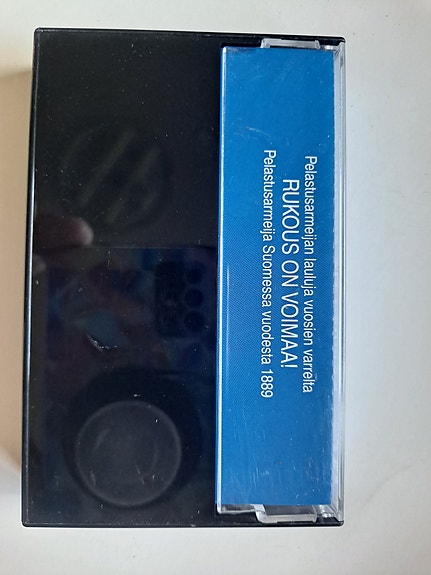 Pelastusarmeijan lauluja vuosien varrelta
RUKOUS ON VOIMAA!
Pelastusarmeija Suomessa vuodesta 1889